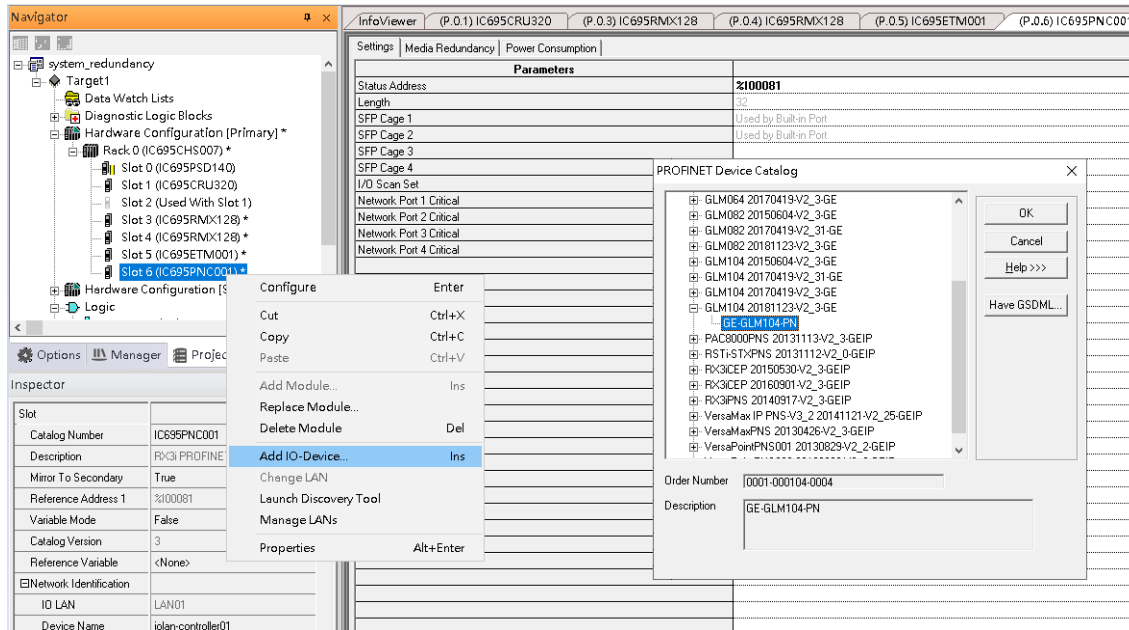 Navigator
system_redundancy
Target1
Data Watch Lists
Diagnostic Logic Blocks
Hardware Configuration [Primary] *
Rack 0 (IC695CHS007) *
Slot 0 (IC695PSD140)
Slot 1 (IC695CRU320)
Slot 2 (Used With Slot 1)
Slot 3 (IC695RMX128) *
Slot 4 (IC695RMX128) *
Slot 5 (IC695ETM001) *
Slot 6 (IC695PNC001) *
Hardware Configuration [S
Logic
Options
Manager
Projec
Inspector
Slot
Catalog Number IC695PNC001
Description RX3i PROFINE
Mirror To Secondary True
Reference Address 1 %I00081
Variable Mode False
Catalog Version 3
Reference Variable <None>
Network Identification
IO LAN LAN01
Device Name iolan-controller01
InfoViewer (P.0.1) IC695CRU320 (P.0.3) IC695RMX128 (P.0.4) IC695RMX128 (P.0.5) IC695ETM001 (P.0.6) IC695PNC001
Settings Media Redundancy Power Consumption
Parameters
Status Address %I00081
Length 32
SFP Cage 1 Used by Built-in Port
SFP Cage 2 Used by Built-in Port
SFP Cage 3
SFP Cage 4
I/O Scan Set
Network Port 1 Critical
Network Port 2 Critical
Network Port 3 Critical
Network Port 4 Critical
Configure Enter
Cut Ctrl+X
Copy Ctrl+C
Paste Ctrl+V
Add Module... Ins
Replace Module...
Delete Module Del
Add IO-Device... Ins
Change LAN
Launch Discovery Tool
Manage LANs
Properties Alt+Enter
PROFINET Device Catalog
GLM064 20170419-V2_3-GE
GLM082 20150604-V2_3-GE
GLM082 20170419-V2_31-GE
GLM082 20181123-V2_3-GE
GLM104 20150604-V2_3-GE
GLM104 20170419-V2_31-GE
GLM104 20170419-V2_3-GE
GLM104 20181123-V2_3-GE
GE-GLM104-PN
PAC8000PNS 20131113-V2_3-GEIP
RSTi-STXPNS 20131112-V2_0-GEIP
RX3iCEP 20150530-V2_3-GEIP
RX3iCEP 20160901-V2_3-GEIP
RX3iPNS 20140917-V2_3-GEIP
VersaMax IP PNS-V3_2 20141121-V2_25-GEIP
VersaMaxPNS 20130426-V2_3-GEIP
VersaPointPNS001 20130829-V2_2-GEIP
OK
Cancel
Help >>>
Have GSDML...
Order Number 0001-000104-0004
Description GE-GLM104-PN